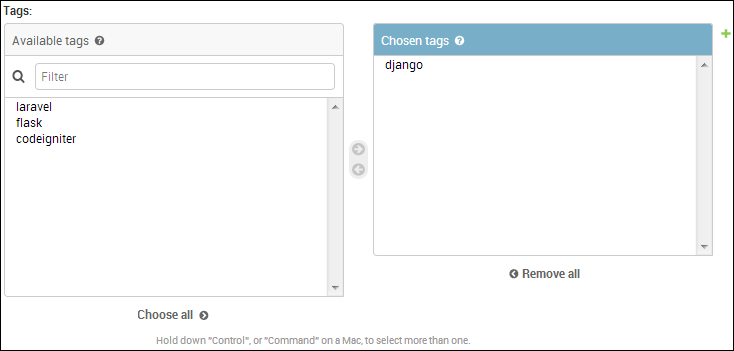 Tags:
Available tags ?
Filter
laravel
flask
codeigniter
Choose all
Chosen tags ?
django
Remove all
Hold down "Control", or "Command" on a Mac, to select more than one.